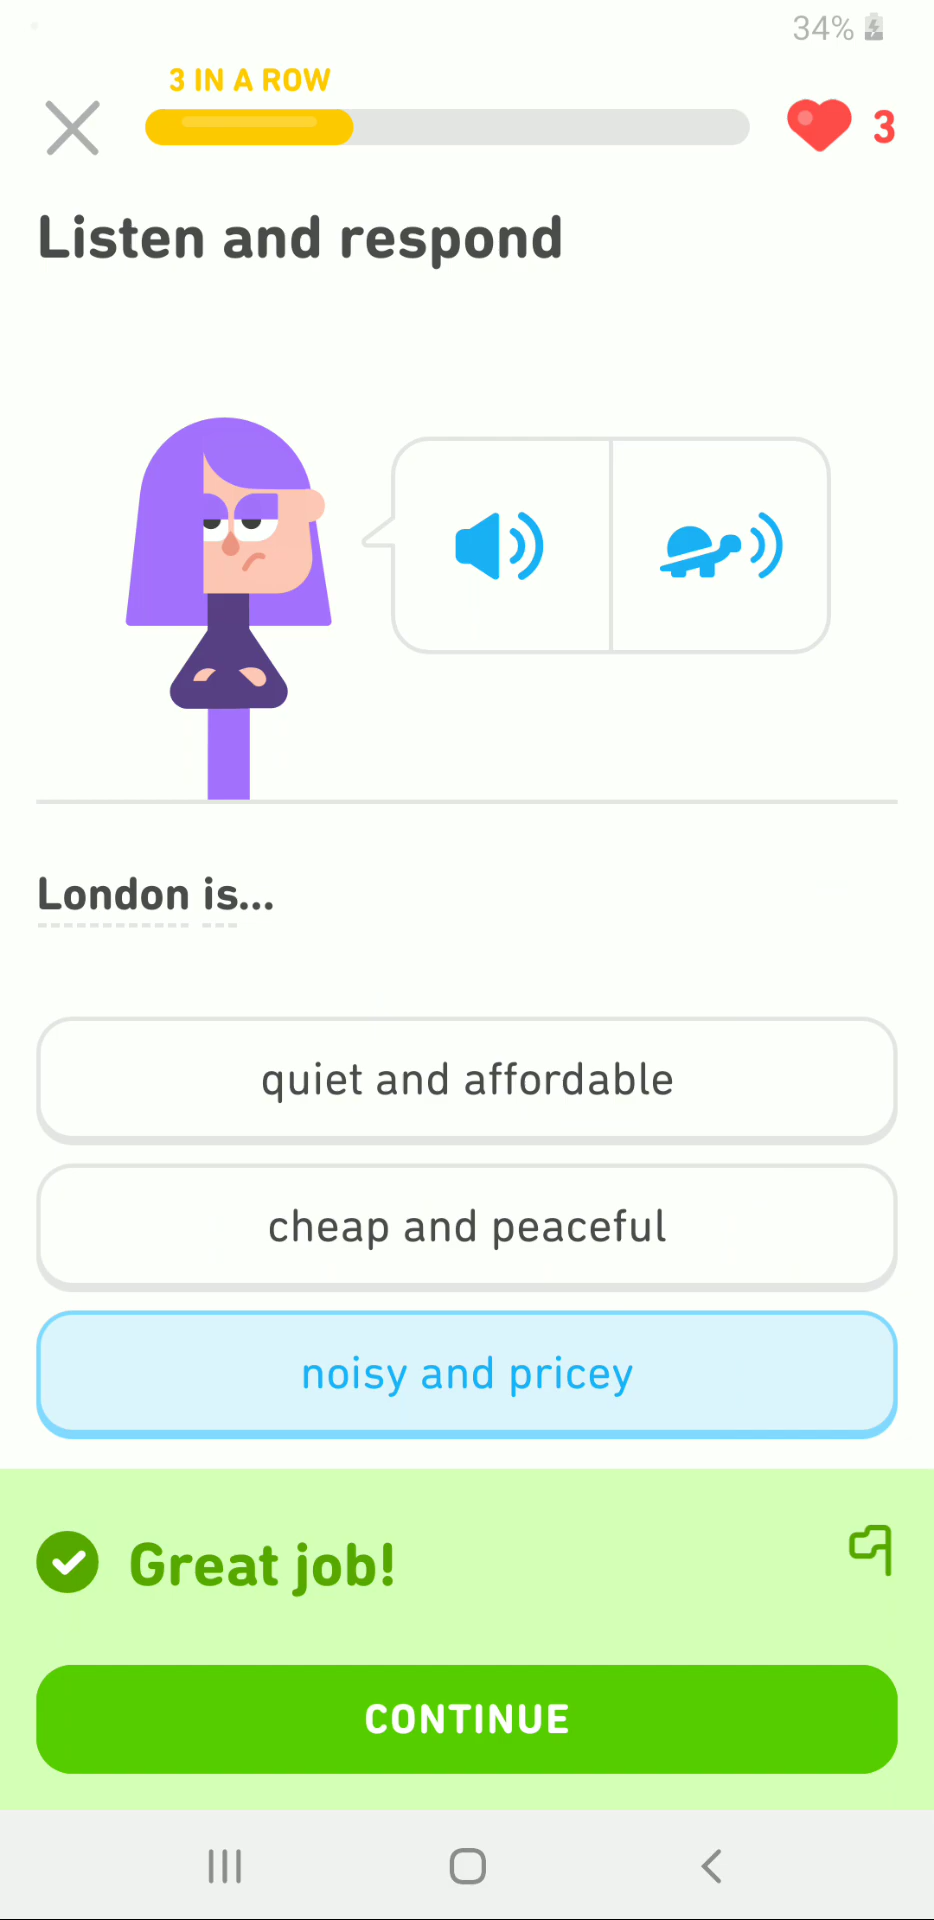 34%
3 IN A ROW
3
Listen and respond
London is...
quiet and affordable
cheap and peaceful
noisy and pricey
Great job!
CONTINUE